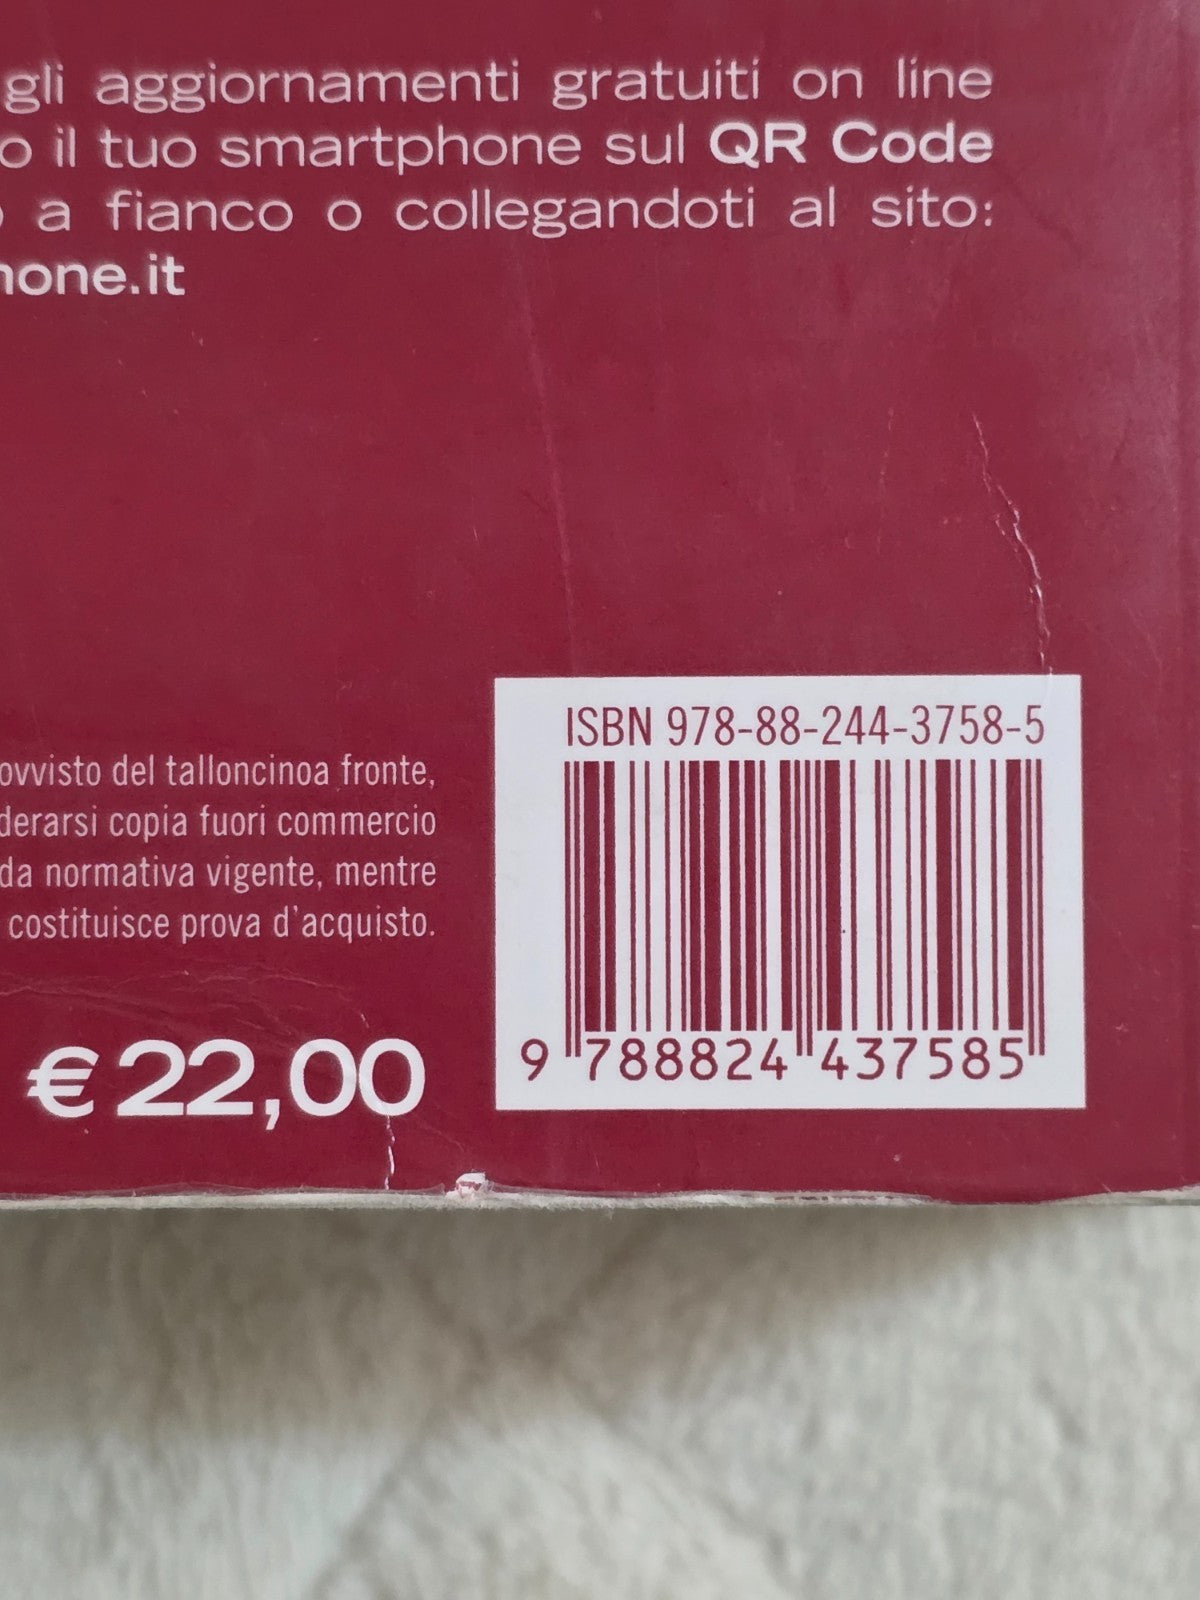 gli aggiornamenti gratuiti on line
o il tuo smartphone sul QR Code
a fianco o collegandoti al sito:
none.it
ovvisto del talloncinoa fronte,
derarsi copia fuori commercio
da normativa vigente, mentre
costituisce prova d'acquisto.
€ 22,00
ISBN 978-88-244-3758-5
9 788824 437585